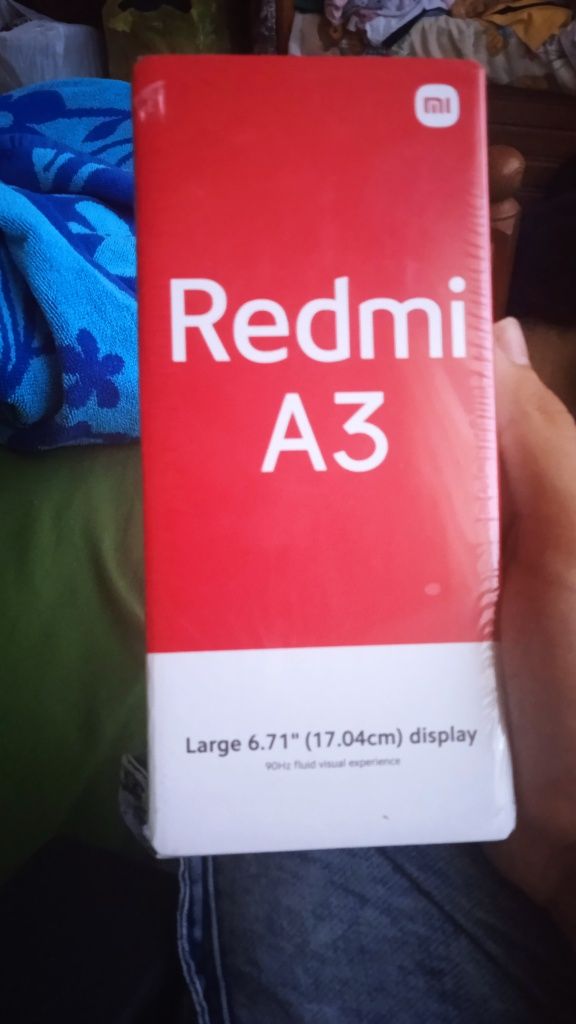 mi
Redmi
A3
Large 6.71" (17.04cm) display
90Hz fluid visual experience